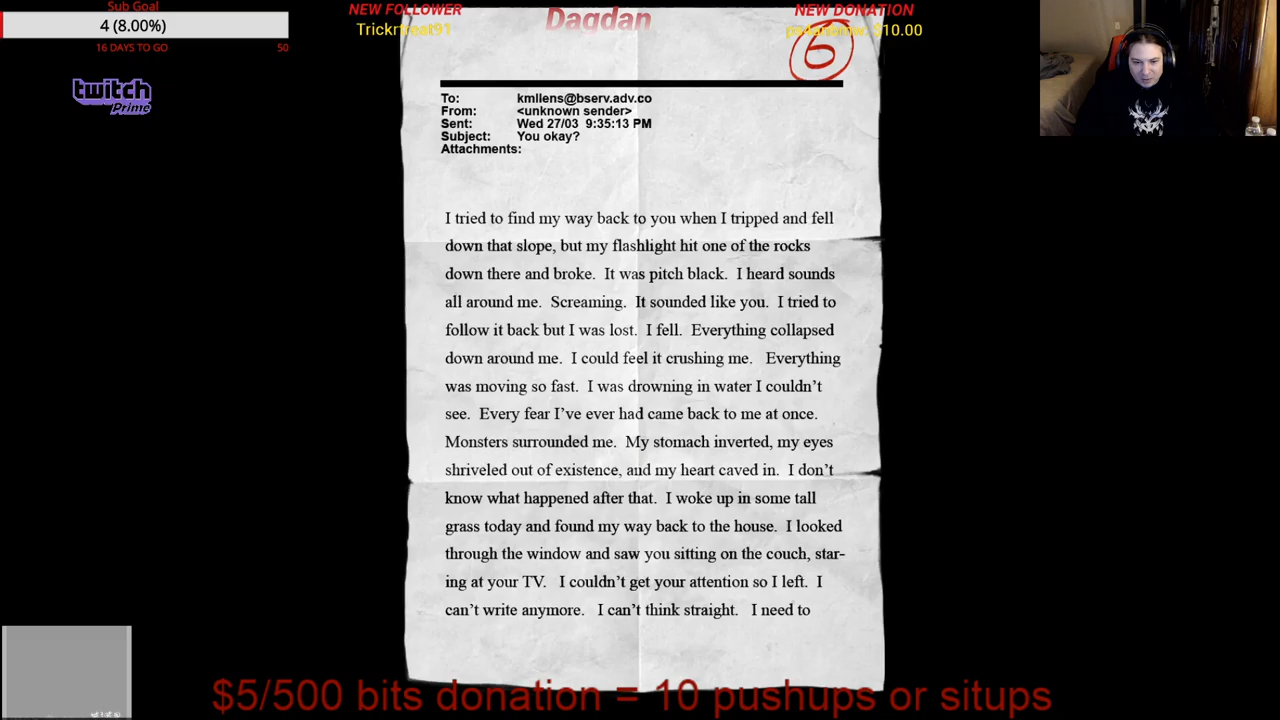 Sub Goal
4 (8.00%)
16 DAYS TO GO 50
NEW FOLLOWER
Trickrfreat91
Dagdan
NEW DONATION
$10.00
6
twitch
Prime
To: kmllens@bserv.adv.co
From: <unknown sender>
Sent: Wed 27/03 9:35:13 PM
Subject: You okay?
Attachments:
I tried to find my way back to you when I tripped and fell
down that slope, but my flashlight hit one of the rocks
down there and broke. It was pitch black. I heard sounds
all around me. Screaming. It sounded like you. I tried to
follow it back but I was lost. I fell. Everything collapsed
down around me. I could feel it crushing me. Everything
was moving so fast. I was drowning in water I couldn't
see. Every fear I've ever had came back to me at once.
Monsters surrounded me. My stomach inverted, my eyes
shriveled out of existence, and my heart caved in. I don't
know what happened after that. I woke up in some tall
grass today and found my way back to the house. I looked
through the window and saw you sitting on the couch, star-
ing at your TV. I couldn't get your attention so I left. I
can't write anymore. I can't think straight. I need to
$5/500 bits donation = 10 pushups or situps